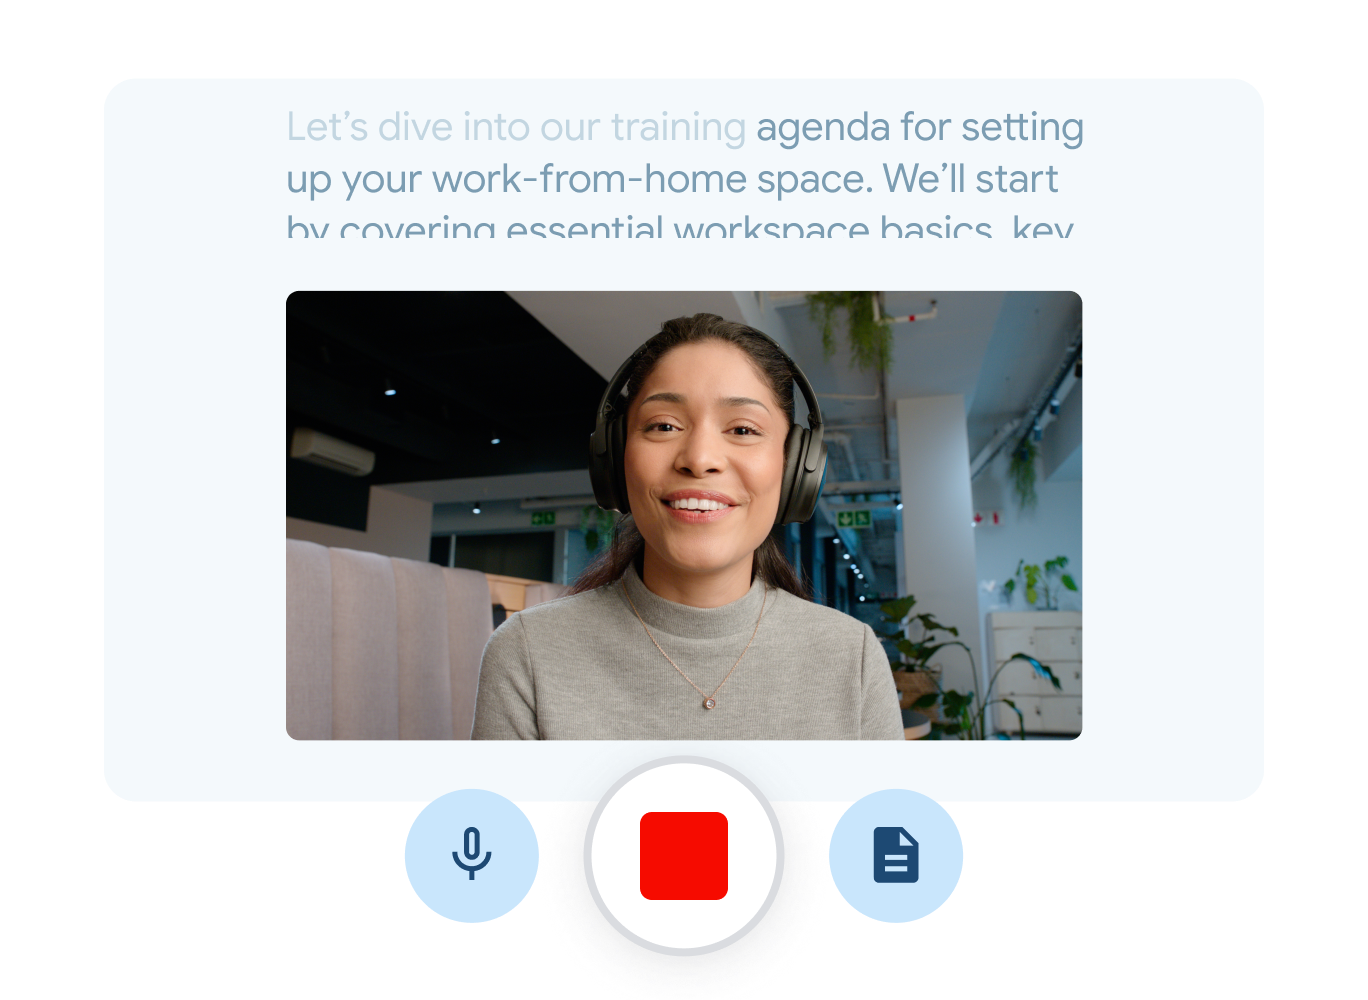 Let’s dive into our training agenda for setting
up your work-from-home space. We’ll start
by covering essential workspace basics, key